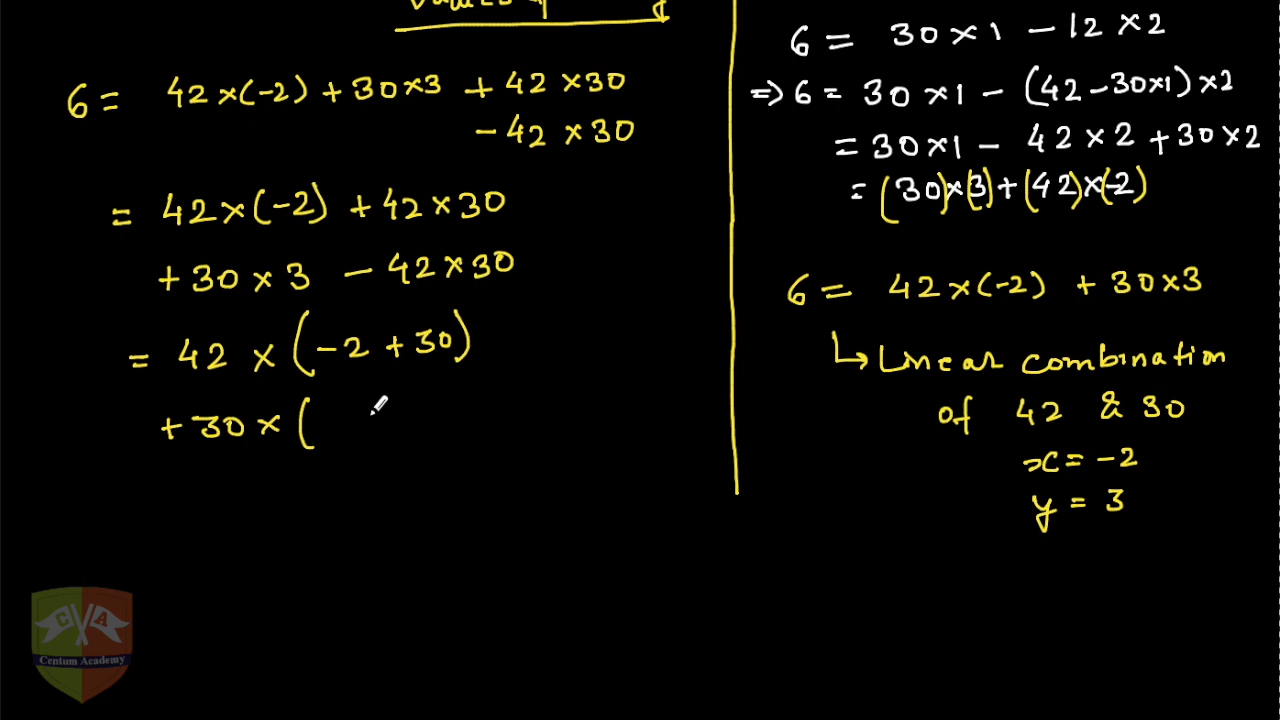 6 = 42 × (-2) + 30×3 + 42 × 30
- 42 × 30
= 42 × (-2) + 42 × 30
+ 30 × 3 - 42 × 30
= 42 × (-2 + 30)
+ 30 × (
6 = 30 × 1 - 12 × 2
⇒ 6 = 30 × 1 - (42 - 30×1) × 2
= 30 × 1 - 42 × 2 + 30 × 2
= (30) × (3) + (42) × (-2)
6 = 42 × (-2) + 30 × 3
↳ Linear combination
of 42 & 30
x = -2
y = 3
C A
Centum Academy